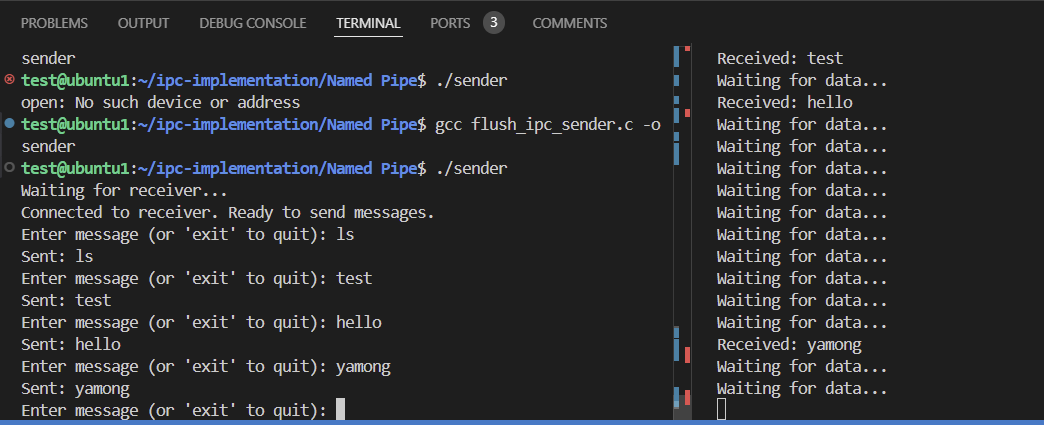 PROBLEMS OUTPUT DEBUG CONSOLE TERMINAL PORTS 3 COMMENTS
sender
test@ubuntu1:~/ipc-implementation/Named Pipe$ ./sender
open: No such device or address
test@ubuntu1:~/ipc-implementation/Named Pipe$ gcc flush_ipc_sender.c -o
sender
test@ubuntu1:~/ipc-implementation/Named Pipe$ ./sender
Waiting for receiver...
Connected to receiver. Ready to send messages.
Enter message (or 'exit' to quit): ls
Sent: ls
Enter message (or 'exit' to quit): test
Sent: test
Enter message (or 'exit' to quit): hello
Sent: hello
Enter message (or 'exit' to quit): yamong
Sent: yamong
Enter message (or 'exit' to quit):
Received: test
Waiting for data...
Received: hello
Waiting for data...
Waiting for data...
Waiting for data...
Waiting for data...
Waiting for data...
Waiting for data...
Waiting for data...
Waiting for data...
Waiting for data...
Waiting for data...
Received: yamong
Waiting for data...
Waiting for data...